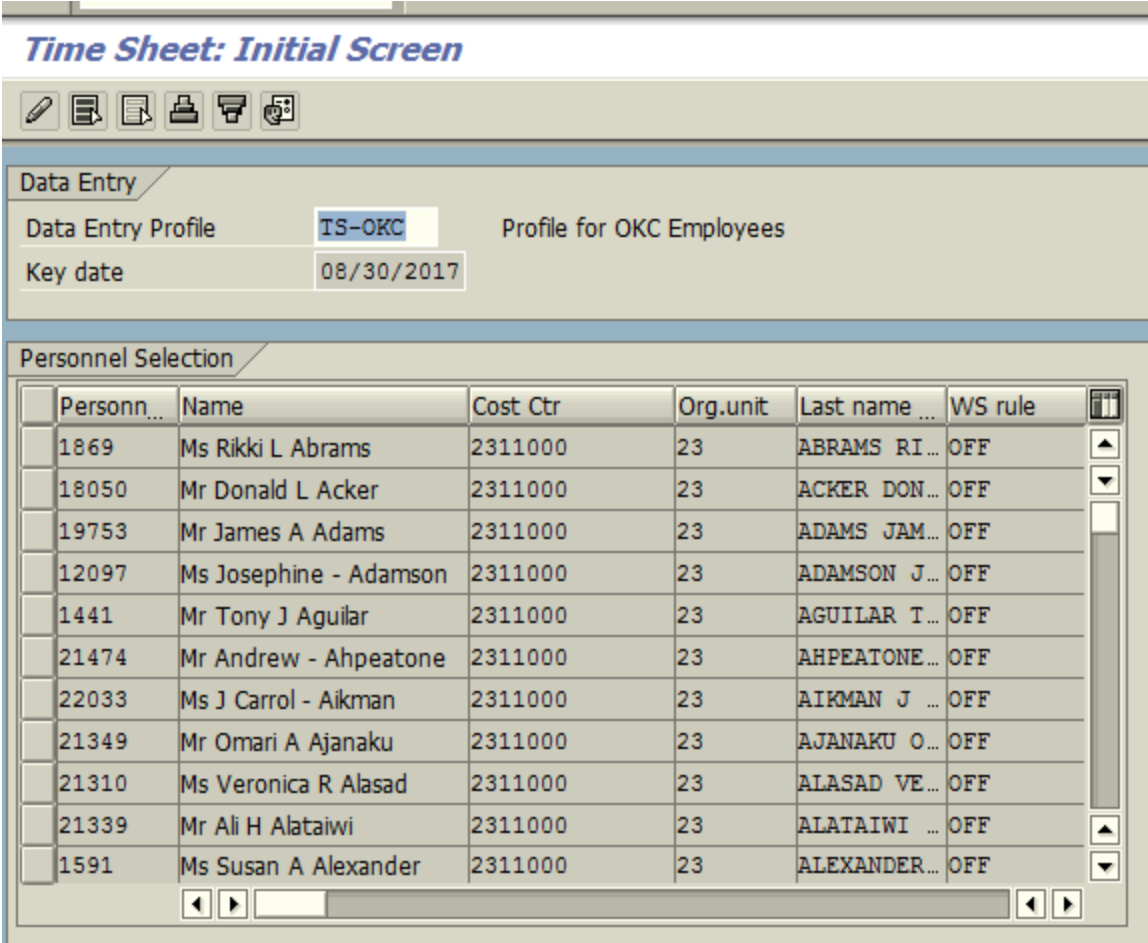 Time Sheet: Initial Screen
Data Entry
Data Entry Profile TS-OKC Profile for OKC Employees
Key date 08/30/2017
Personnel Selection
Personn... Name Cost Ctr Org.unit Last name ... WS rule
1869 Ms Rikki L Abrams 2311000 23 ABRAMS RI… OFF
18050 Mr Donald L Acker 2311000 23 ACKER DON… OFF
19753 Mr James A Adams 2311000 23 ADAMS JAM… OFF
12097 Ms Josephine - Adamson 2311000 23 ADAMSON J… OFF
1441 Mr Tony J Aguilar 2311000 23 AGUILAR T… OFF
21474 Mr Andrew - Ahpeatone 2311000 23 AHPEATONE… OFF
22033 Ms J Carrol - Aikman 2311000 23 AIKMAN J … OFF
21349 Mr Omari A Ajanaku 2311000 23 AJANAKU O… OFF
21310 Ms Veronica R Alasad 2311000 23 ALASAD VE… OFF
21339 Mr Ali H Alataiwi 2311000 23 ALATAIWI … OFF
1591 Ms Susan A Alexander 2311000 23 ALEXANDER… OFF